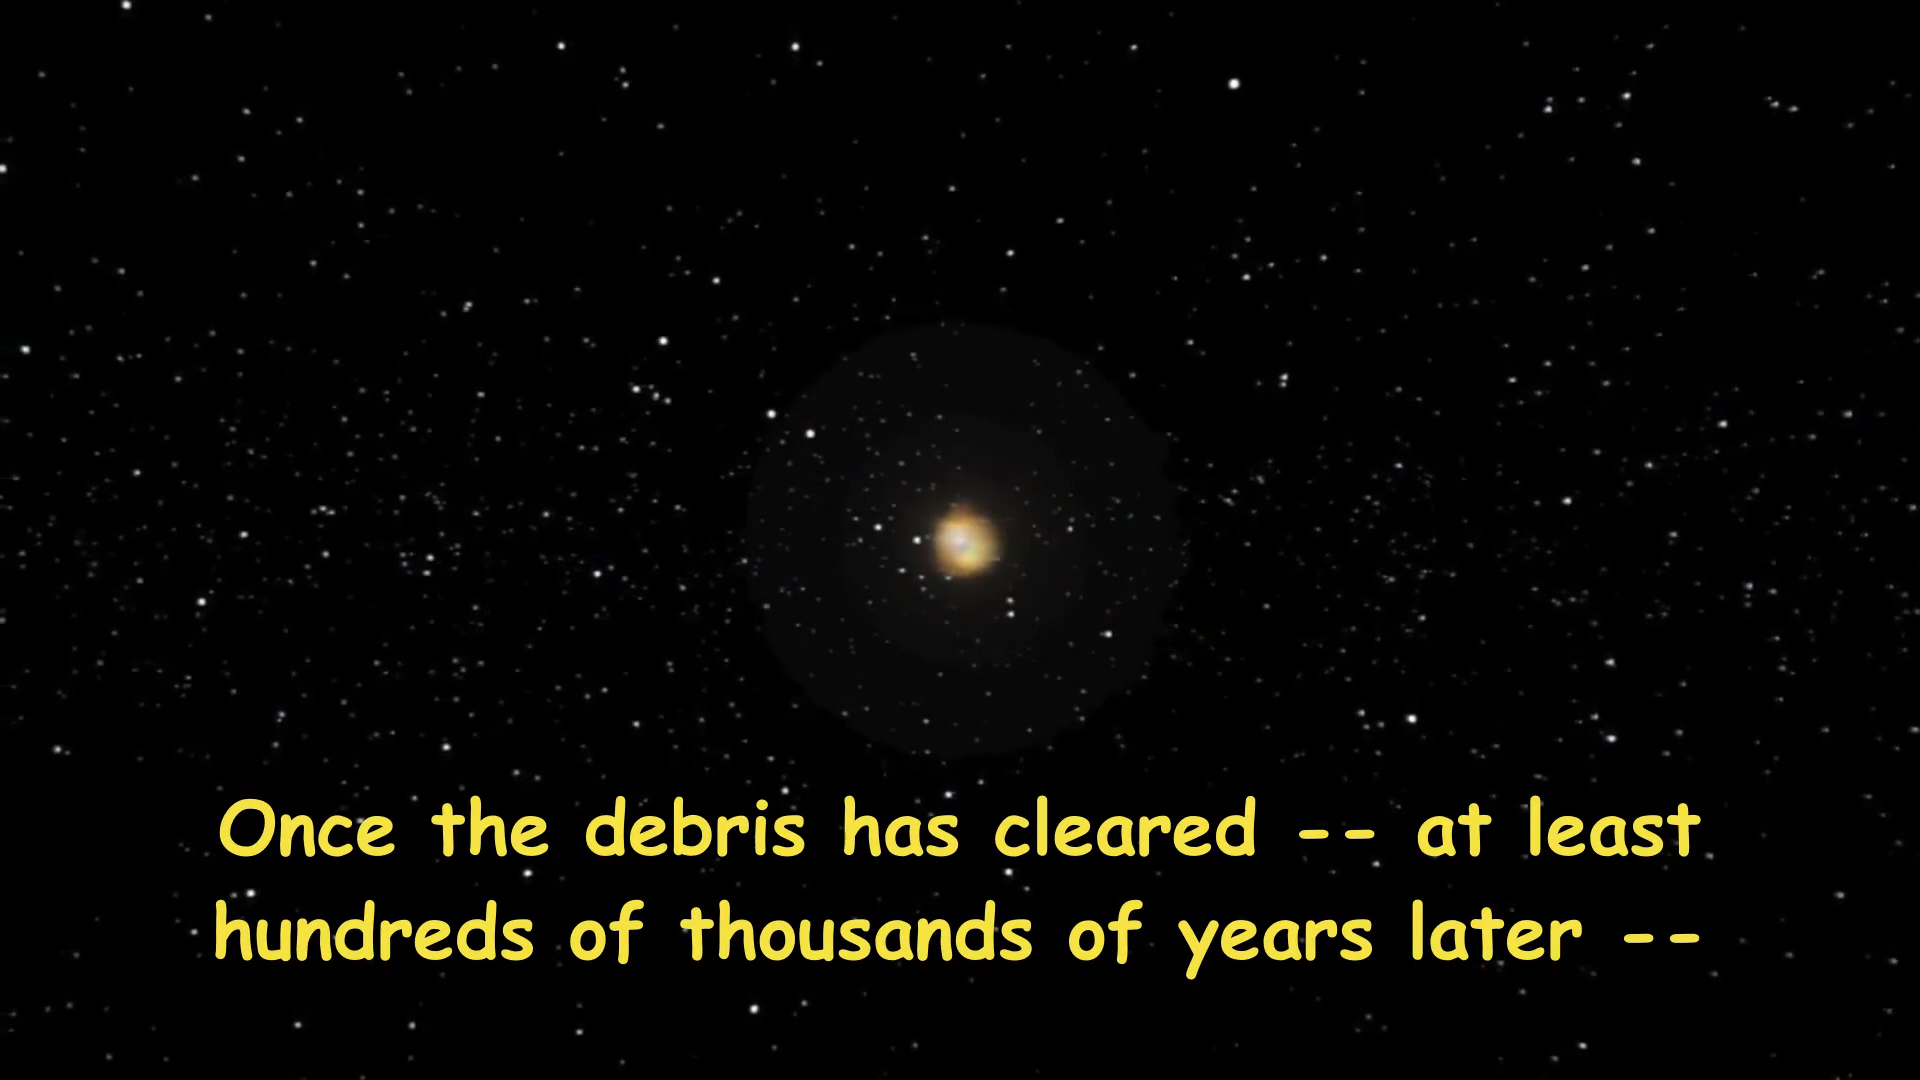 Once the debris has cleared -- at least
hundreds of thousands of years later --